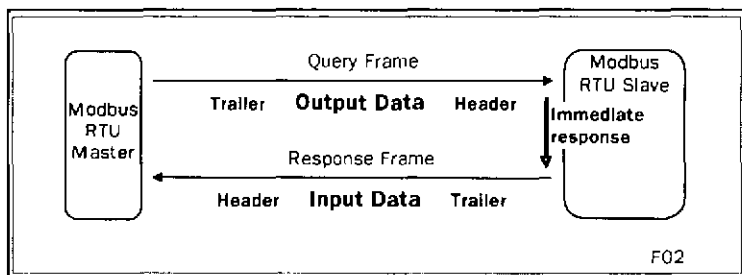 Query Frame
Trailer Output Data Header
Modbus
RTU
Master
Modbus
RTU Slave
Immediate
response
Response Frame
Header Input Data Trailer
F02